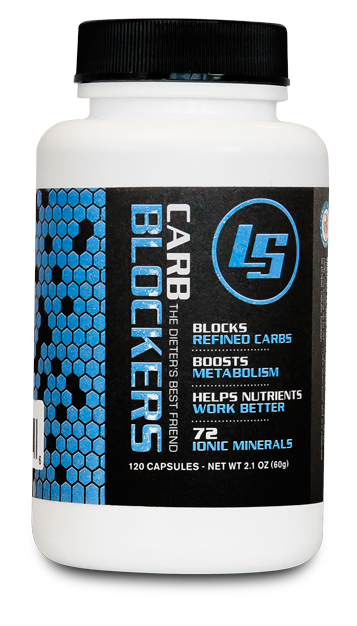 LS
CARB
THE DIETER'S BEST FRIEND
BLOCKERS
BLOCKS
REFINED CARBS
BOOSTS
METABOLISM
HELPS NUTRIENTS
WORK BETTER
72
IONIC MINERALS
120 CAPSULES - NET WT 2.1 OZ (60g)